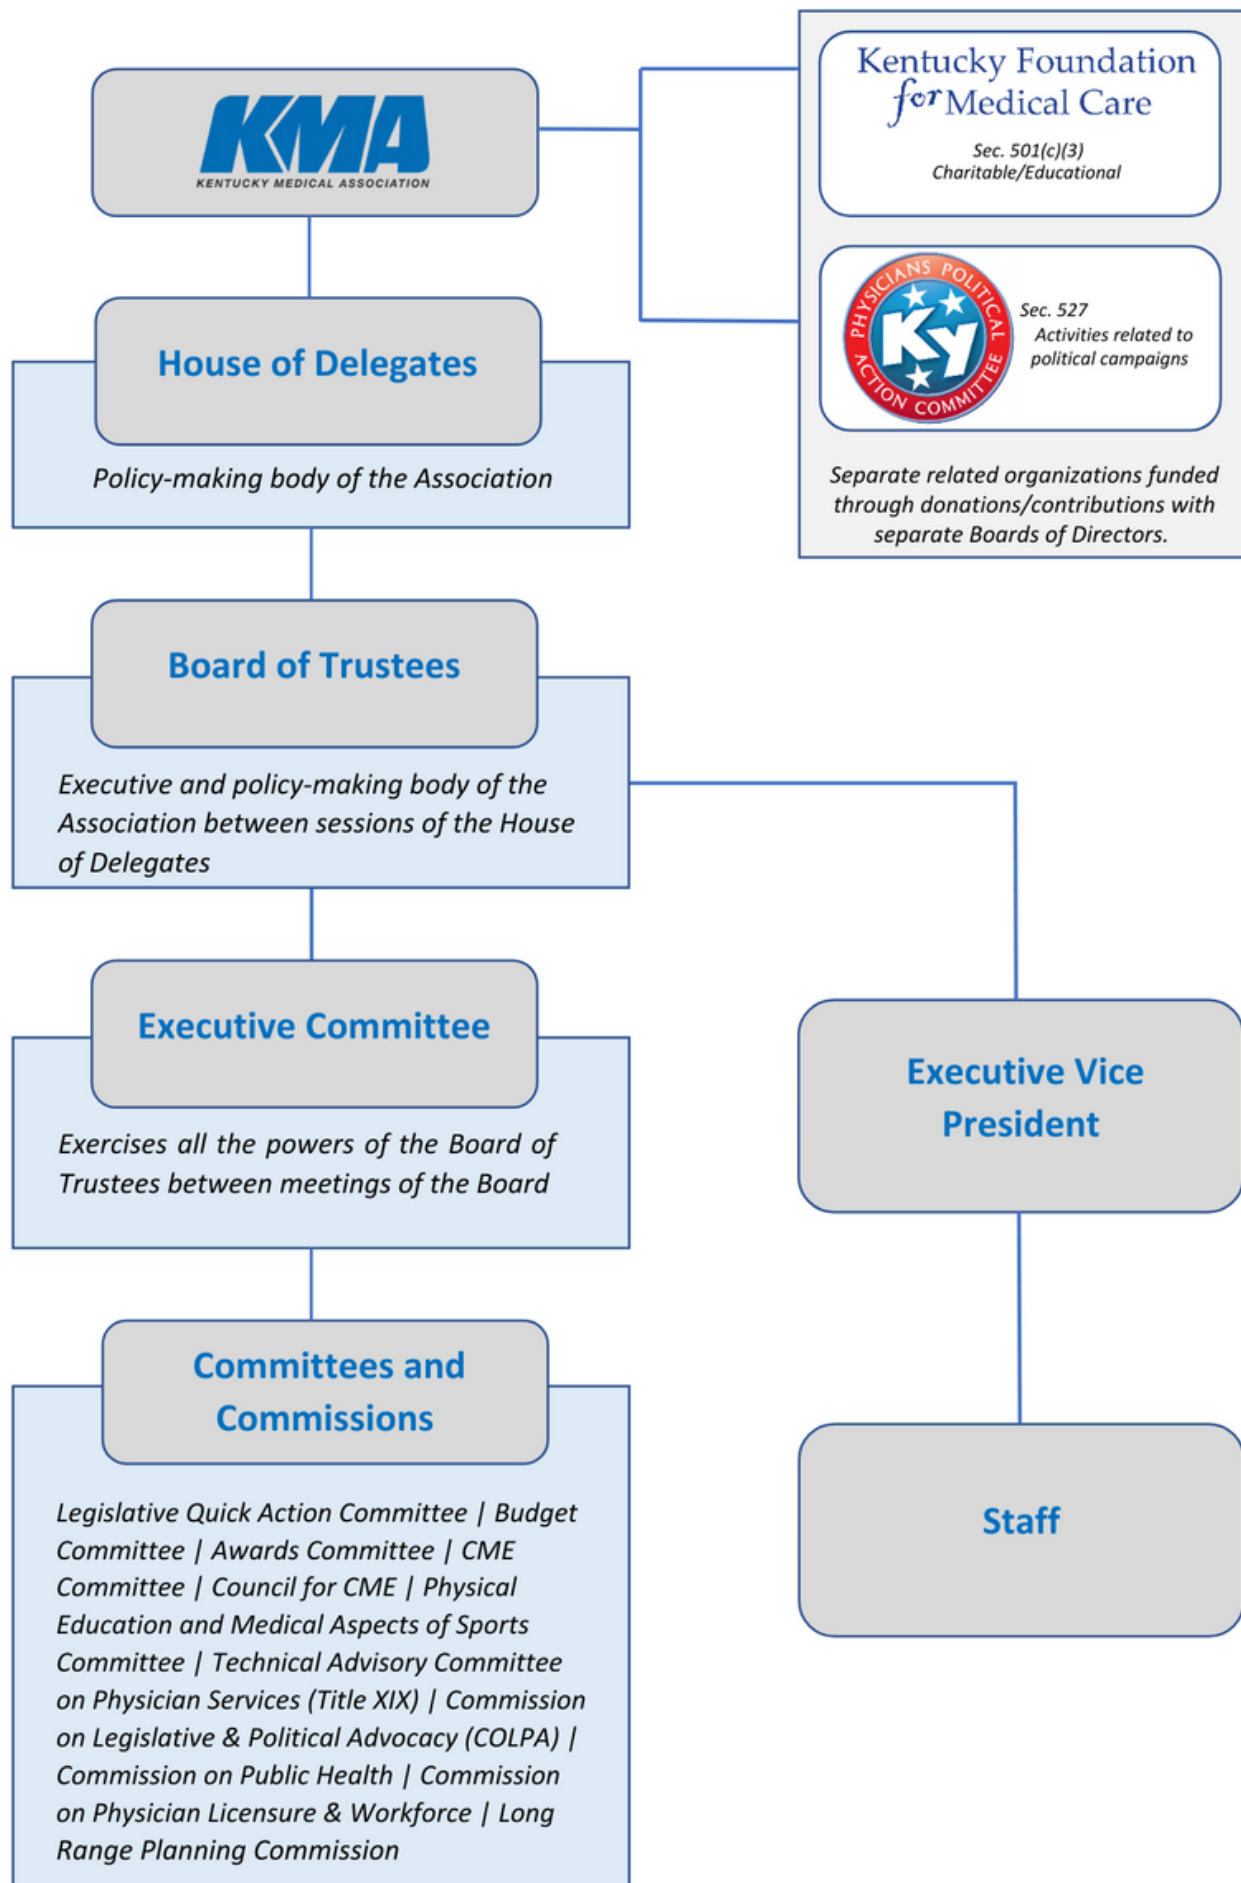 KMA
KENTUCKY MEDICAL ASSOCIATION
Kentucky Foundation
for Medical Care
Sec. 501(c)(3)
Charitable/Educational
PHYSICIANS POLITICAL
ACTION COMMITTEE
Ky
Sec. 527
Activities related to
political campaigns
Separate related organizations funded
through donations/contributions with
separate Boards of Directors.
House of Delegates
Policy-making body of the Association
Board of Trustees
Executive and policy-making body of the
Association between sessions of the House
of Delegates
Executive Committee
Exercises all the powers of the Board of
Trustees between meetings of the Board
Executive Vice
President
Committees and
Commissions
Legislative Quick Action Committee | Budget
Committee | Awards Committee | CME
Committee | Council for CME | Physical
Education and Medical Aspects of Sports
Committee | Technical Advisory Committee
on Physician Services (Title XIX) | Commission
on Legislative & Political Advocacy (COLPA) |
Commission on Public Health | Commission
on Physician Licensure & Workforce | Long
Range Planning Commission
Staff